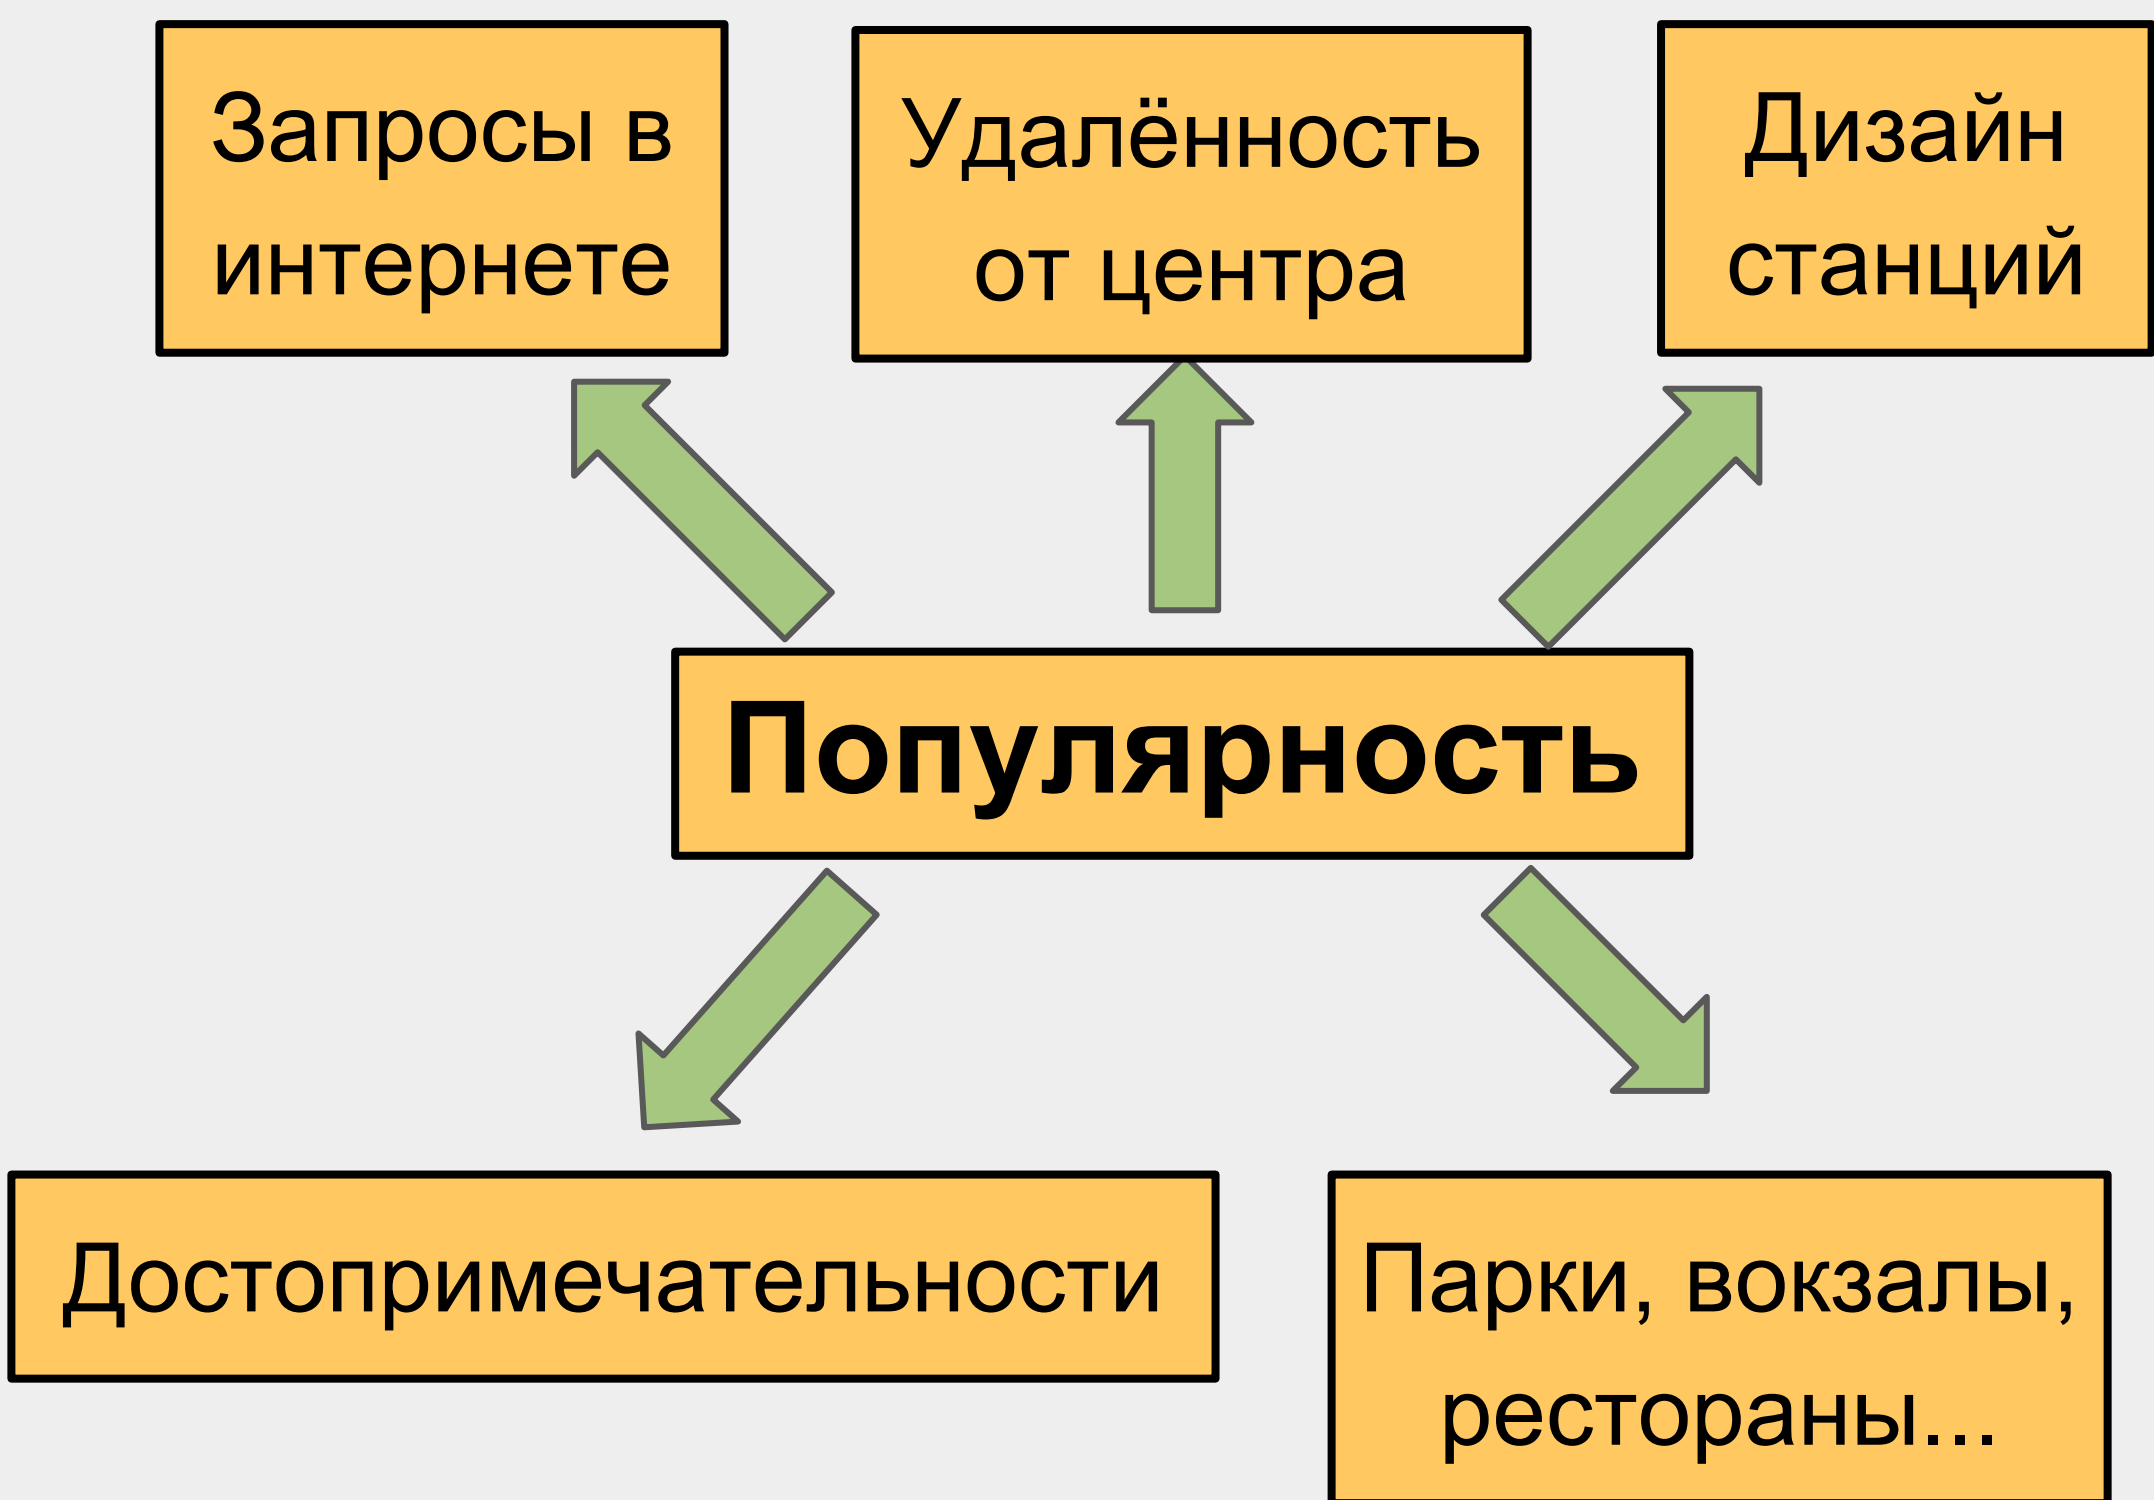 Запросы в
интернете
Удалённость
от центра
Дизайн
станций
Популярность
Достопримечательности
Парки, вокзалы,
рестораны...